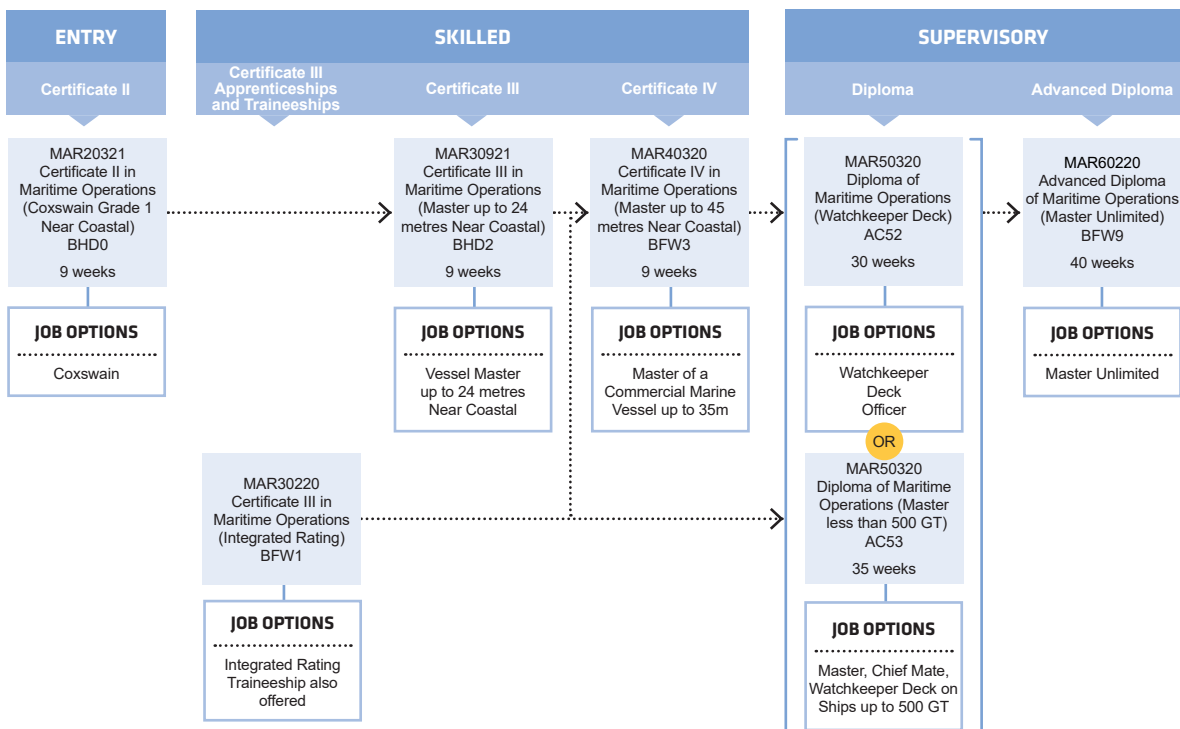 ENTRY
SKILLED
SUPERVISORY
Certificate II
Certificate III
Apprenticeships
and Traineeships
Certificate III
Certificate IV
Diploma
Advanced Diploma
MAR20321
Certificate II in
Maritime Operations
(Coxswain Grade 1
Near Coastal)
BHD0
9 weeks
JOB OPTIONS
Coxswain
MAR30921
Certificate III in
Maritime Operations
(Master up to 24
metres Near Coastal)
BHD2
9 weeks
JOB OPTIONS
Vessel Master
up to 24 metres
Near Coastal
MAR40320
Certificate IV in
Maritime Operations
(Master up to 45
metres Near Coastal)
BFW3
9 weeks
JOB OPTIONS
Master of a
Commercial Marine
Vessel up to 35m
MAR50320
Diploma of
Maritime Operations
(Watchkeeper Deck)
AC52
30 weeks
JOB OPTIONS
Watchkeeper
Deck
Officer
MAR60220
Advanced Diploma
of Maritime Operations
(Master Unlimited)
BFW9
40 weeks
JOB OPTIONS
Master Unlimited
OR
MAR30220
Certificate III in
Maritime Operations
(Integrated Rating)
BFW1
JOB OPTIONS
Integrated Rating
Traineeship also
offered
MAR50320
Diploma of Maritime
Operations (Master
less than 500 GT)
AC53
35 weeks
JOB OPTIONS
Master, Chief Mate,
Watchkeeper Deck on
Ships up to 500 GT